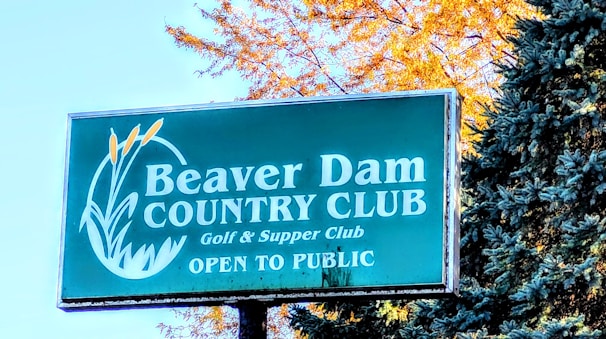 Beaver Dam
COUNTRY CLUB
Golf & Supper Club
OPEN TO PUBLIC